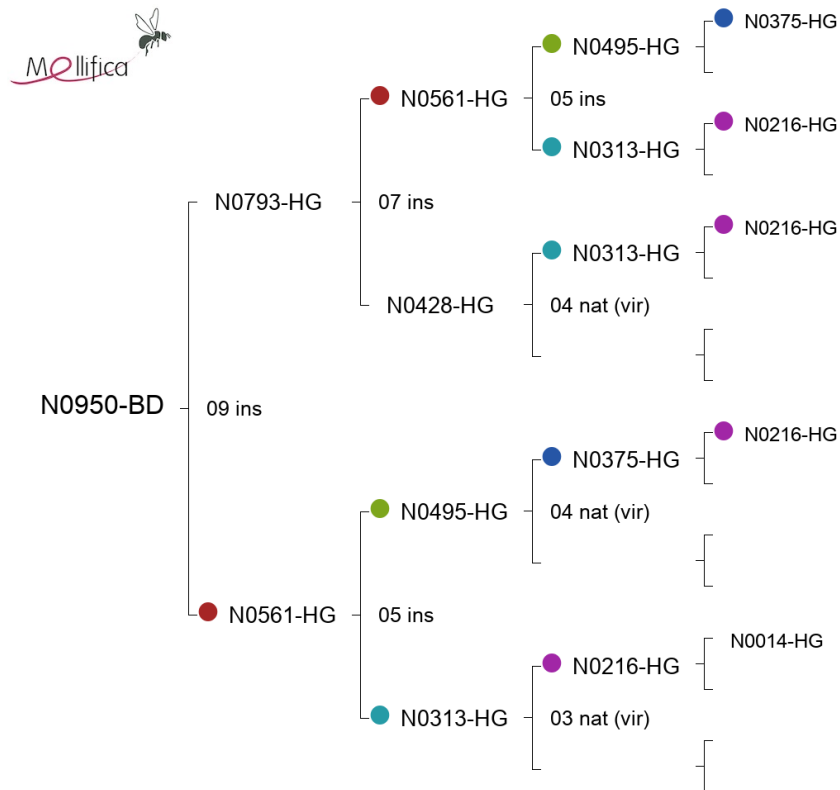 Mellifica
N0375-HG
N0495-HG
N0561-HG
05 ins
N0216-HG
N0313-HG
N0793-HG
07 ins
N0216-HG
N0313-HG
N0428-HG
04 nat (vir)
N0950-BD
09 ins
N0216-HG
N0375-HG
N0495-HG
04 nat (vir)
N0561-HG
05 ins
N0014-HG
N0216-HG
N0313-HG
03 nat (vir)